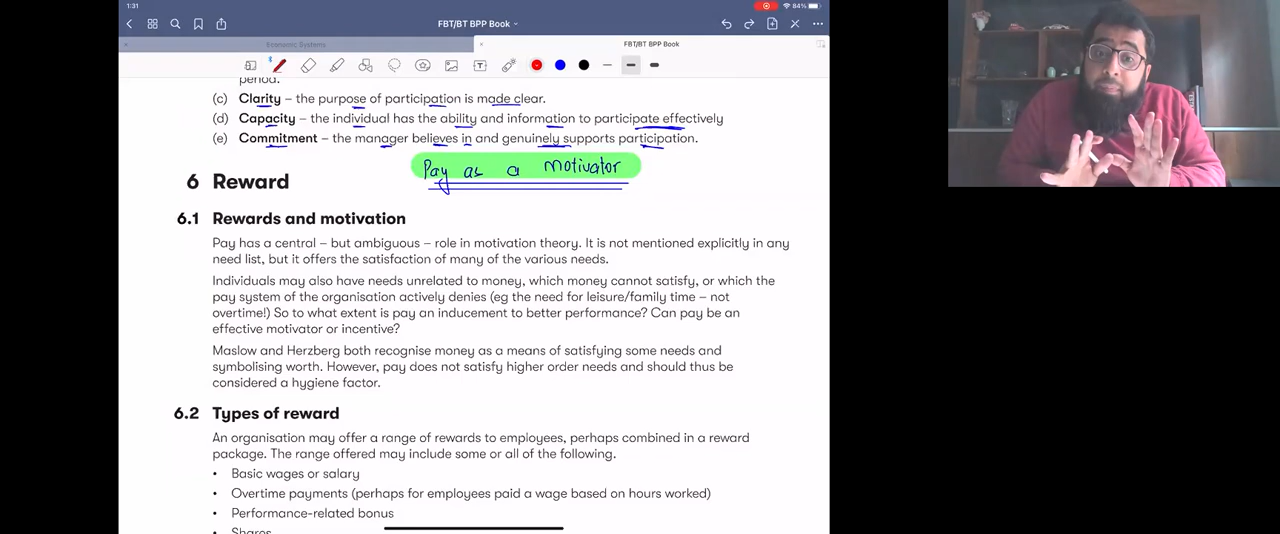 1:31
84%
FBT/BT BPP Book
Economic Systems
FBT/BT BPP Book
period.
(c) Clarity – the purpose of participation is made clear.
(d) Capacity – the individual has the ability and information to participate effectively
(e) Commitment – the manager believes in and genuinely supports participation.
Pay as a motivator
6 Reward
6.1 Rewards and motivation
Pay has a central – but ambiguous – role in motivation theory. It is not mentioned explicitly in any
need list, but it offers the satisfaction of many of the various needs.
Individuals may also have needs unrelated to money, which money cannot satisfy, or which the
pay system of the organisation actively denies (eg the need for leisure/family time – not
overtime!) So to what extent is pay an inducement to better performance? Can pay be an
effective motivator or incentive?
Maslow and Herzberg both recognise money as a means of satisfying some needs and
symbolising worth. However, pay does not satisfy higher order needs and should thus be
considered a hygiene factor.
6.2 Types of reward
An organisation may offer a range of rewards to employees, perhaps combined in a reward
package. The range offered may include some or all of the following.
• Basic wages or salary
• Overtime payments (perhaps for employees paid a wage based on hours worked)
• Performance-related bonus
• Shares